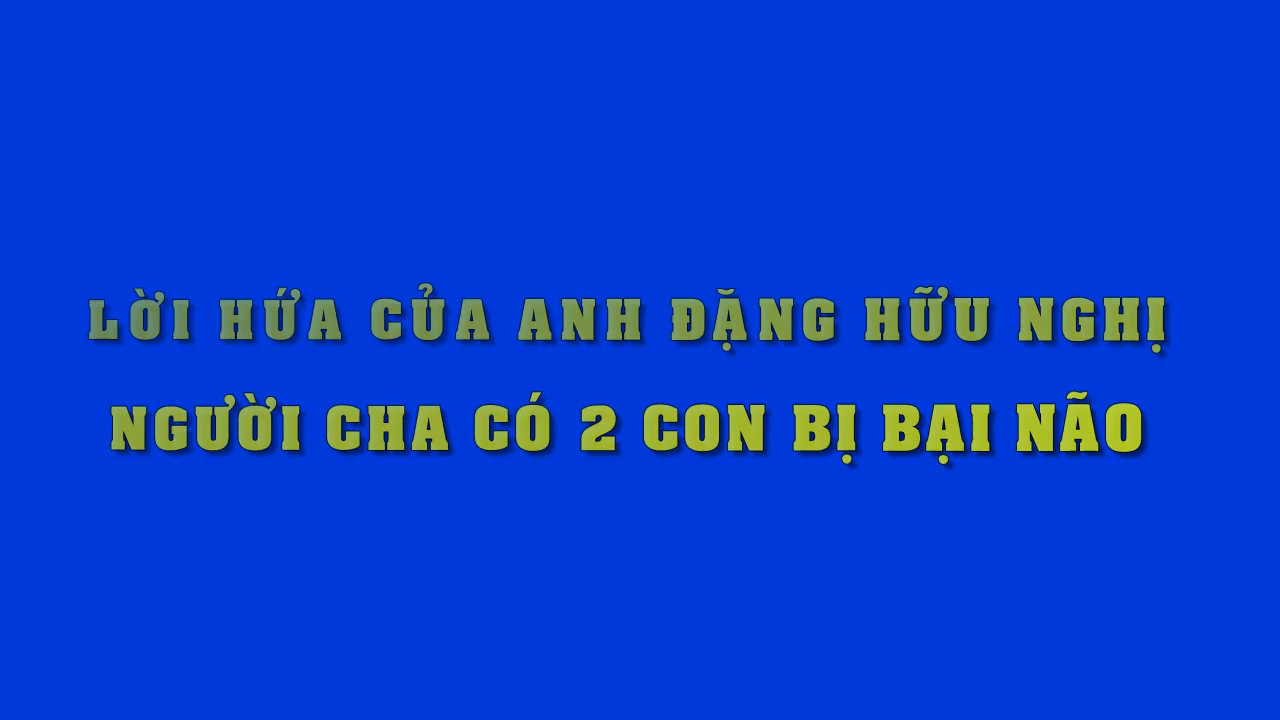 LỜI HỨA CỦA ANH ĐẶNG HỮU NGHỊ
NGƯỜI CHA CÓ 2 CON BỊ BẠI NÃO